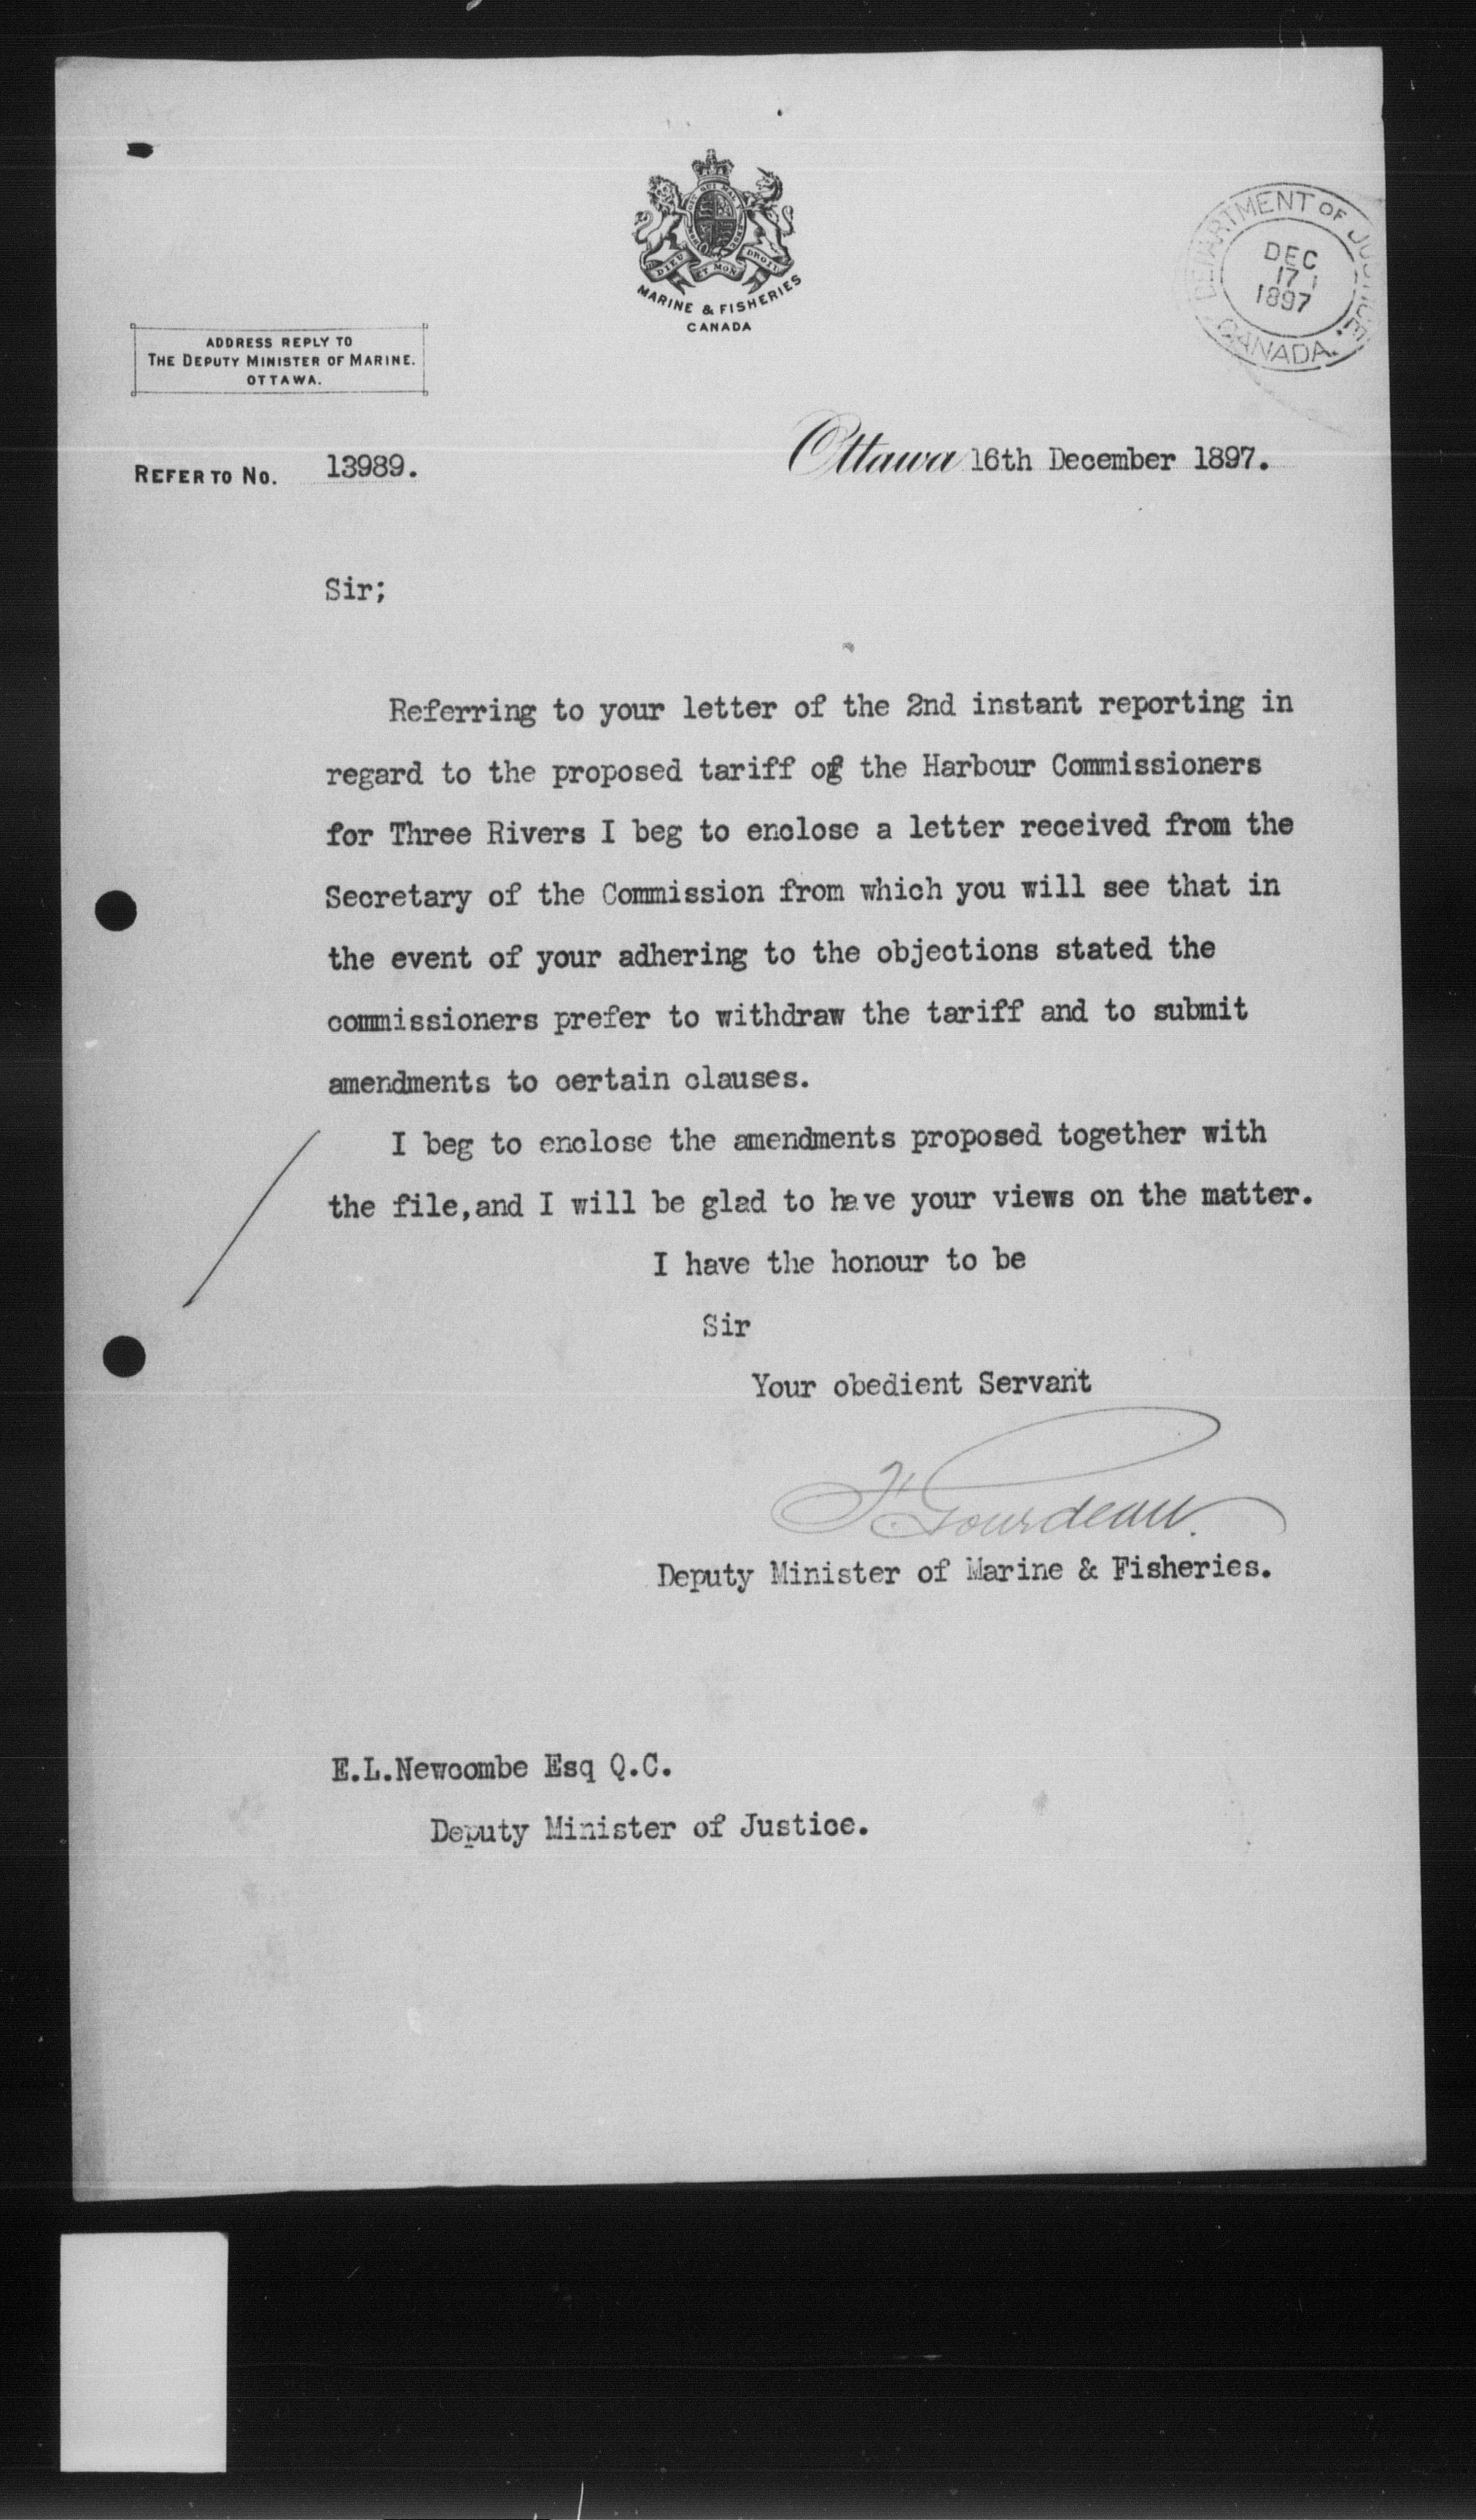 DIEU ET MON DROIT
MARINE & FISHERIES
CANADA
DEPARTMENT OF JUSTICE.
DEC
17
1897
CANADA.
ADDRESS REPLY TO
THE DEPUTY MINISTER OF MARINE.
OTTAWA.
REFER TO NO. 13989.
Ottawa 16th December 1897.
Sir;
Referring to your letter of the 2nd instant reporting in
regard to the proposed tariff of the Harbour Commissioners
for Three Rivers I beg to enclose a letter received from the
Secretary of the Commission from which you will see that in
the event of your adhering to the objections stated the
commissioners prefer to withdraw the tariff and to submit
amendments to certain clauses.
I beg to enclose the amendments proposed together with
the file,and I will be glad to have your views on the matter.
I have the honour to be
Sir
Your obedient Servant
F. Gourdeau.
Deputy Minister of Marine & Fisheries.
E.L.Newcombe Esq Q.C.
Deputy Minister of Justice.